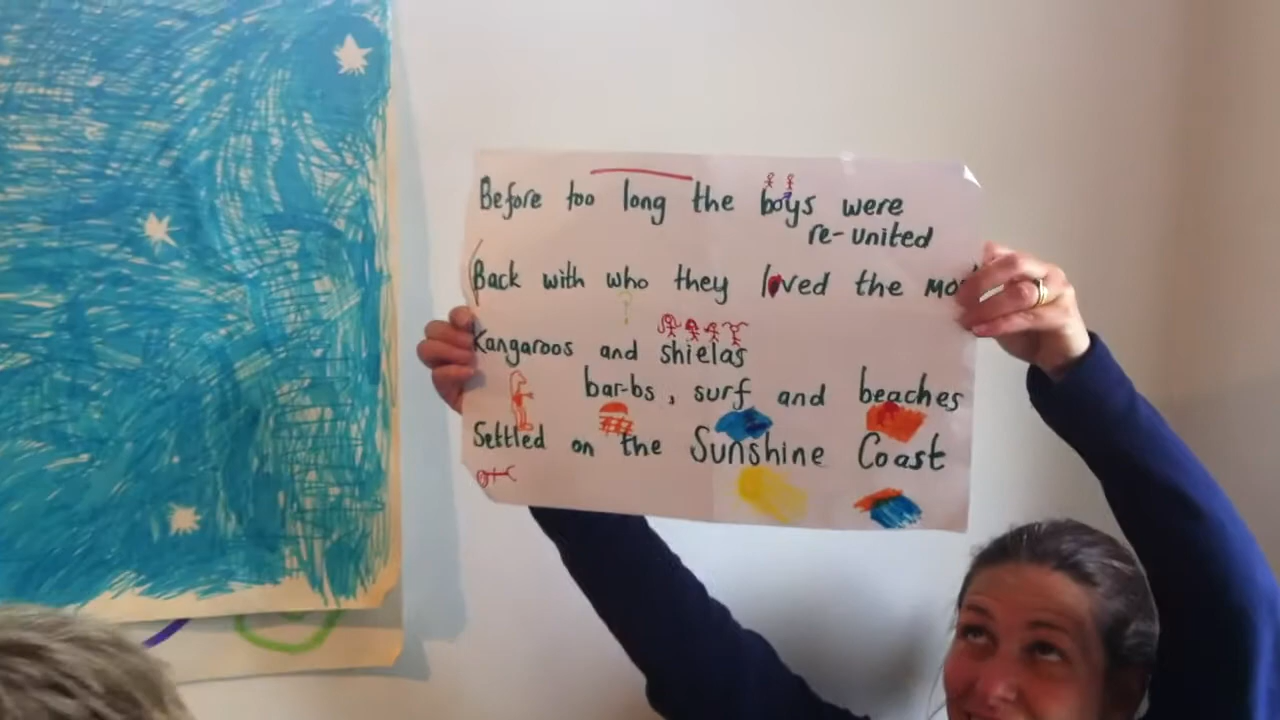 Before too long the boys were
re-united
Back with who they loved the
Kangaroos and shielas
bar-bs, surf and beaches
Settled on the Sunshine Coast